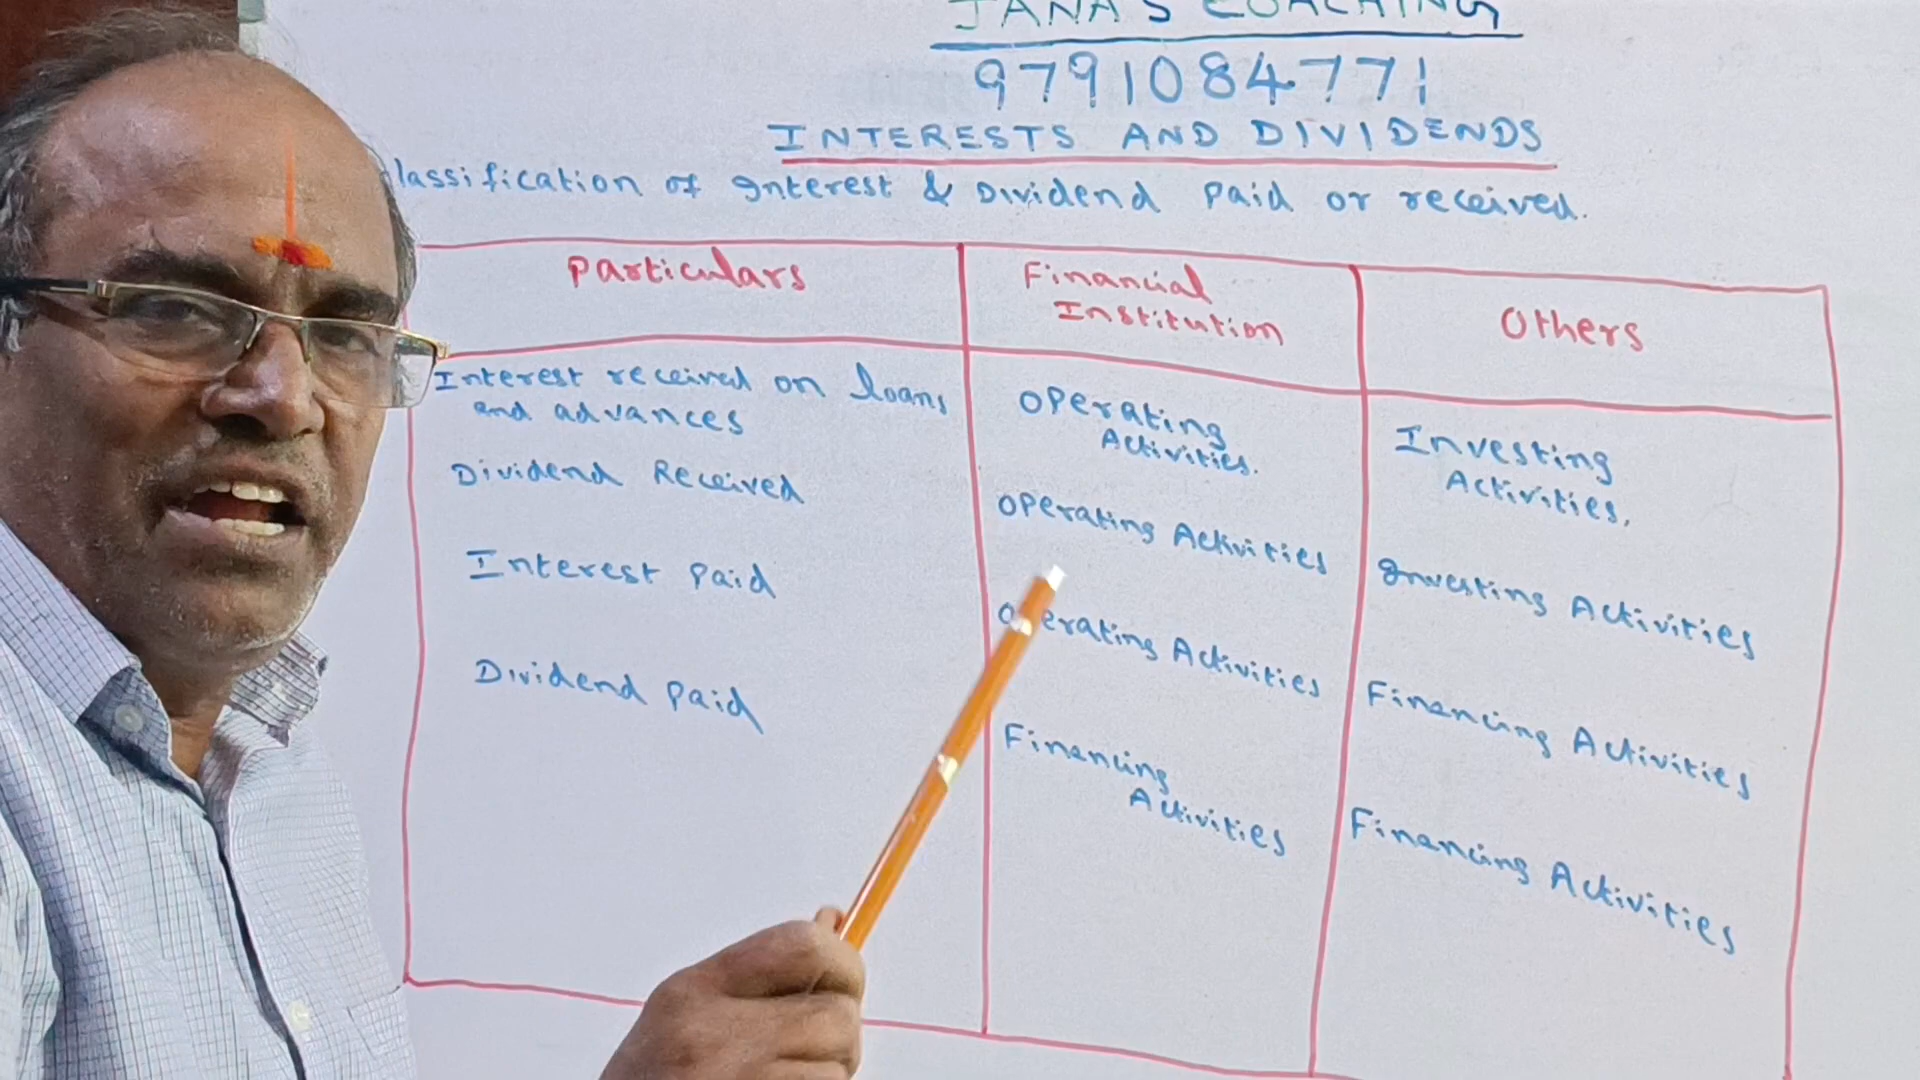 JANA'S COACHING
9791084771
INTERESTS AND DIVIDENDS
lassification of Interest & Dividend Paid or received.
Particulars
Financial
Institution
Others
Interest received on loans
and advances
Operating
Activities.
Investing
Activities.
Dividend Received
Operating Activities
Investing Activities
Interest Paid
Operating Activities
Financing Activities
Dividend Paid
Financing
Activities
Financing Activities